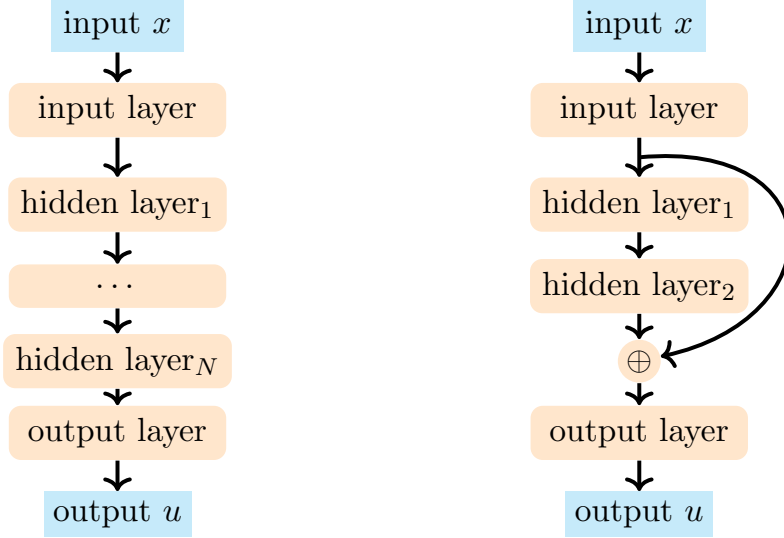 input x
input layer
hidden layer₁
···
hidden layer_N
output layer
output u
input x
input layer
hidden layer₁
hidden layer₂
⊕
output layer
output u